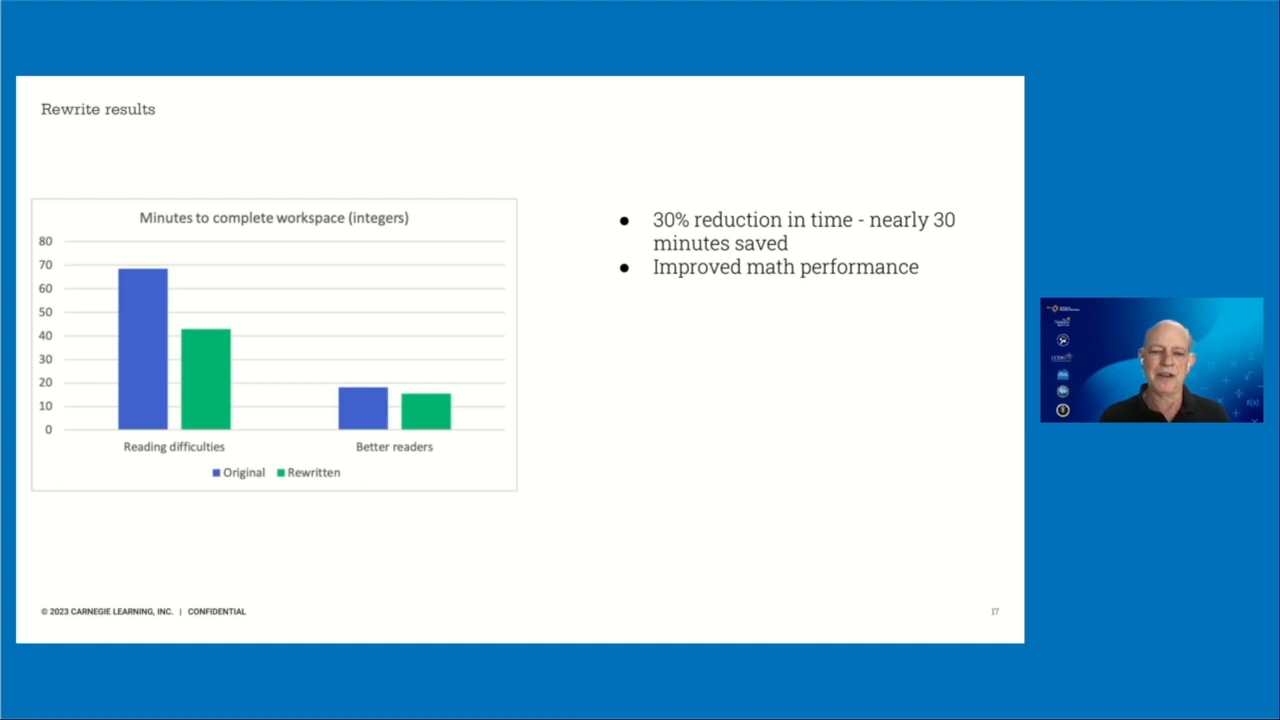 Rewrite results
Minutes to complete workspace (integers)
80
70
60
50
40
30
20
10
0
Reading difficulties
Better readers
Original
Rewritten
● 30% reduction in time - nearly 30
minutes saved
● Improved math performance
© 2023 CARNEGIE LEARNING, INC. | CONFIDENTIAL
17
f(x)